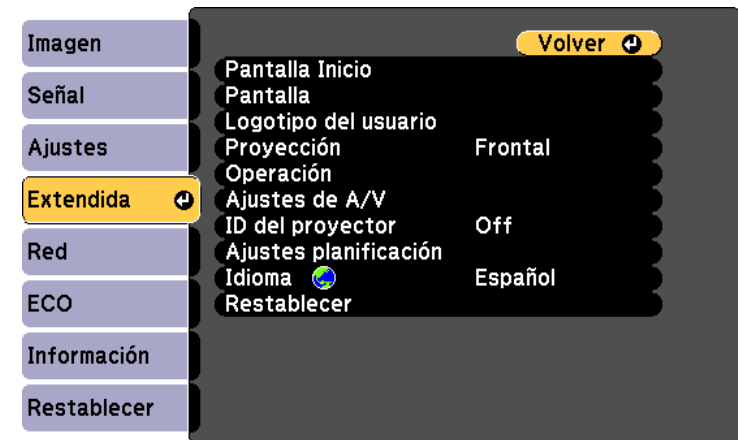 Imagen
Señal
Ajustes
Extendida
Red
ECO
Información
Restablecer
Volver
Pantalla Inicio
Pantalla
Logotipo del usuario
Proyección Frontal
Operación
Ajustes de A/V
ID del proyector Off
Ajustes planificación
Idioma Español
Restablecer